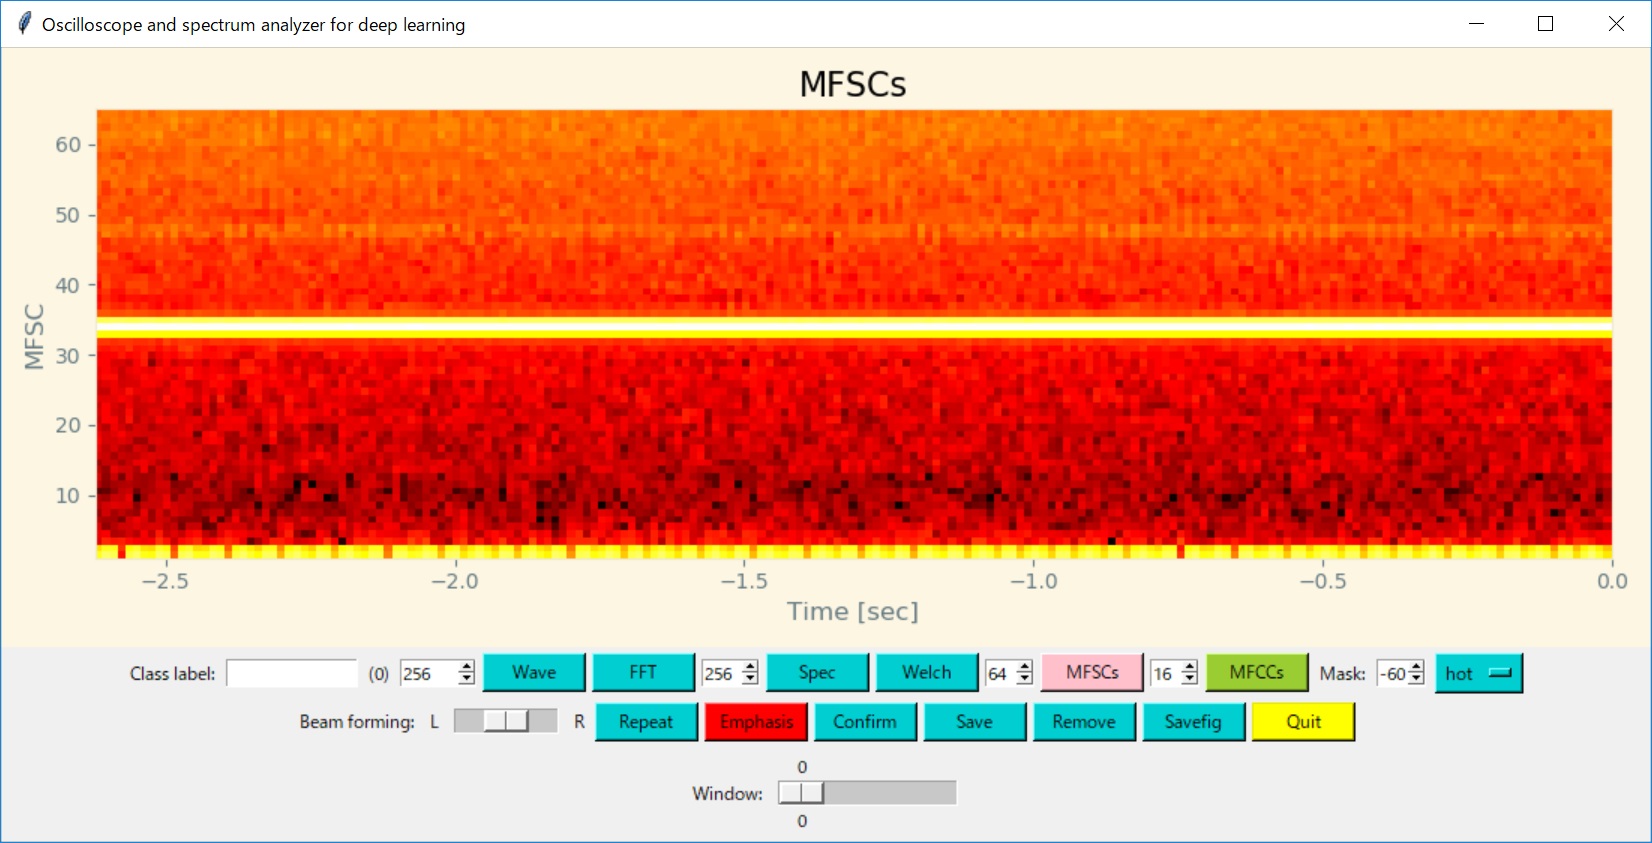 Oscilloscope and spectrum analyzer for deep learning
MFSCs
60
50
40
30
20
10
MFSC
−2.5 −2.0 −1.5 −1.0 −0.5 0.0
Time [sec]
Class label: (0) 256 Wave FFT 256 Spec Welch 64 MFSCs 16 MFCCs Mask: -60 hot
Beam forming: L R Repeat Emphasis Confirm Save Remove Savefig Quit
0
Window:
0